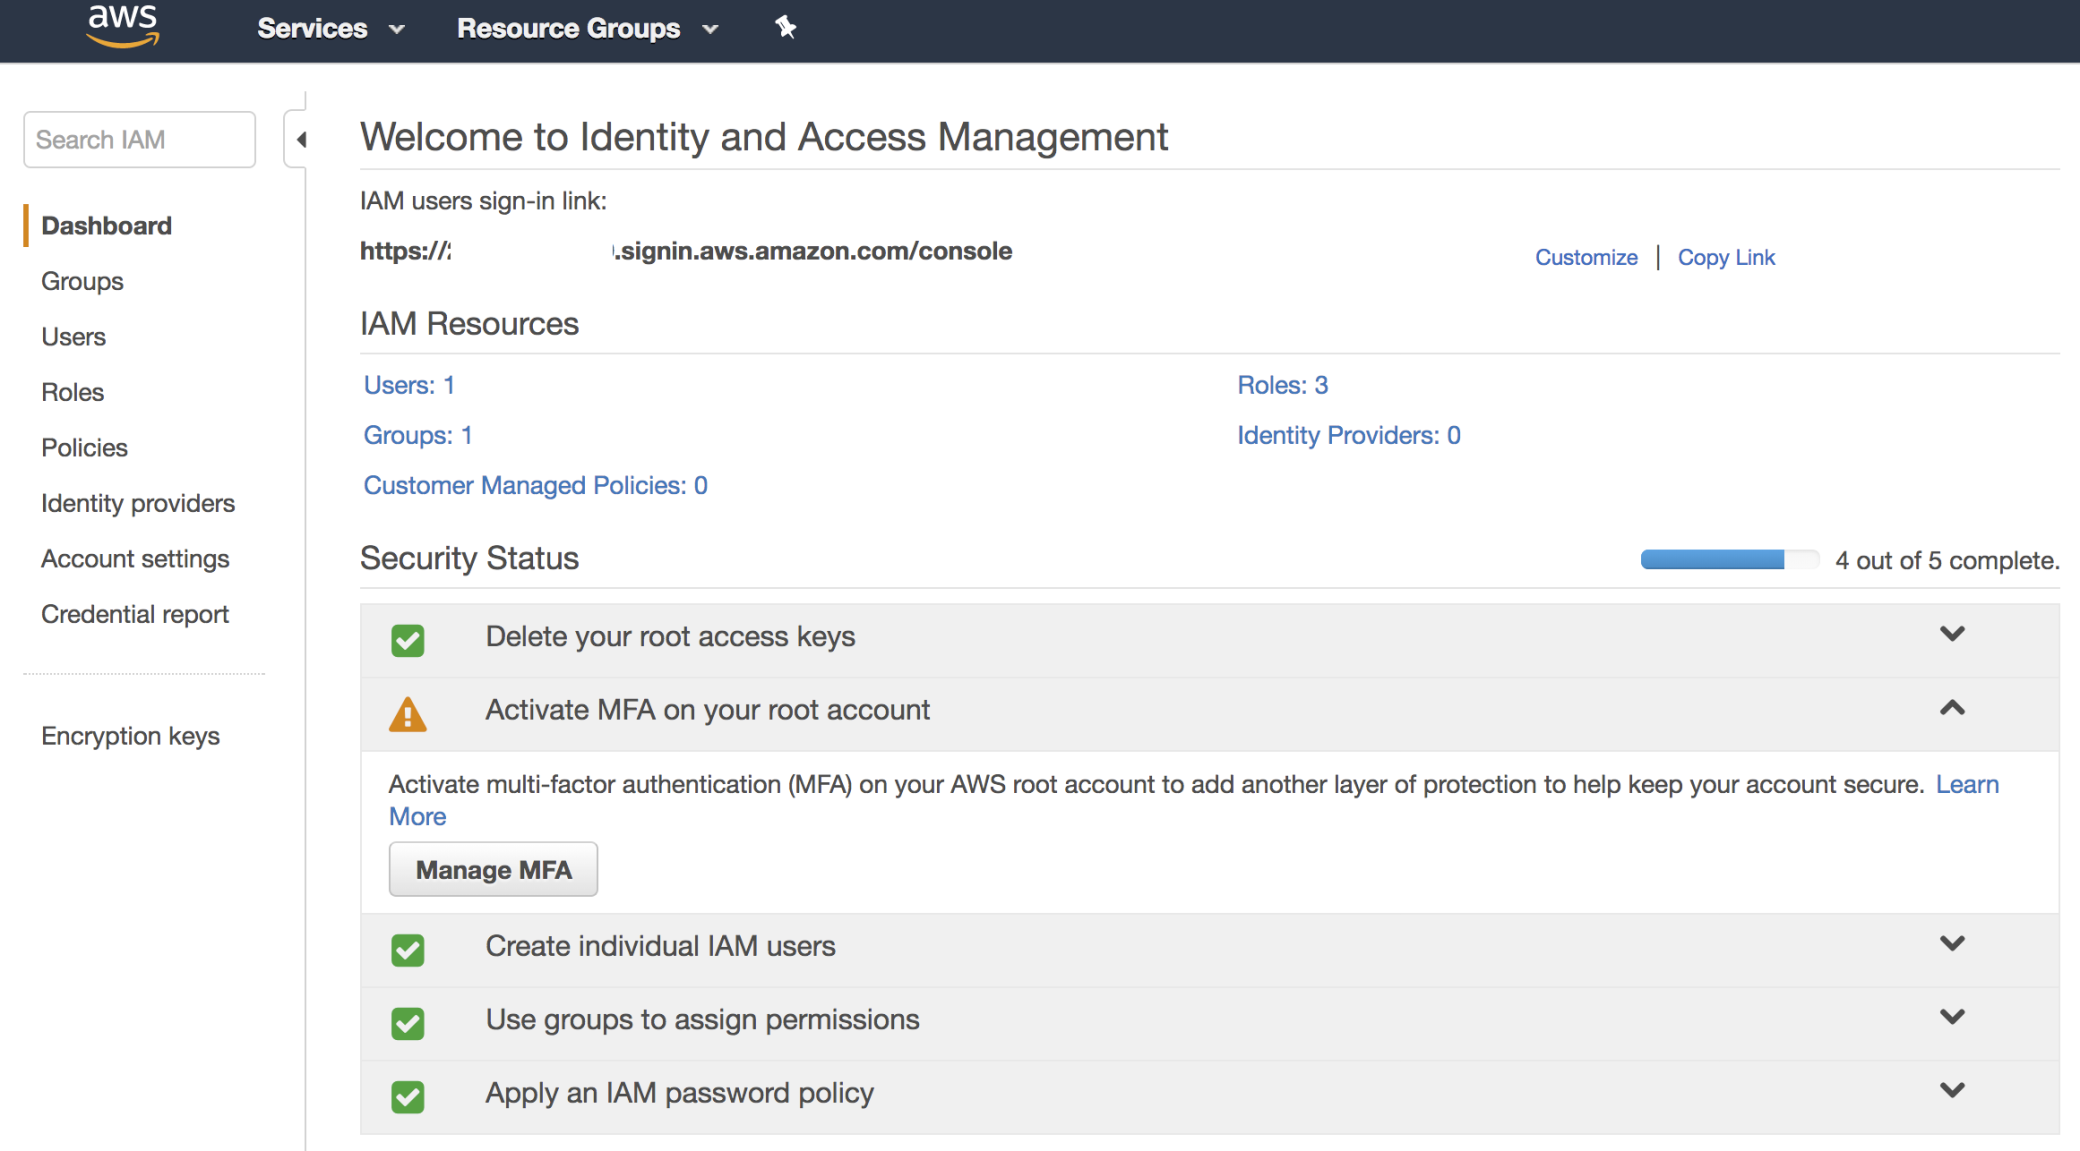 aws Services Resource Groups
Search IAM
Dashboard
Groups
Users
Roles
Policies
Identity providers
Account settings
Credential report
Encryption keys
Welcome to Identity and Access Management
IAM users sign-in link:
https:// .signin.aws.amazon.com/console
Customize | Copy Link
IAM Resources
Users: 1
Roles: 3
Groups: 1
Identity Providers: 0
Customer Managed Policies: 0
Security Status
4 out of 5 complete.
Delete your root access keys
Activate MFA on your root account
Activate multi-factor authentication (MFA) on your AWS root account to add another layer of protection to help keep your account secure. Learn
More
Manage MFA
Create individual IAM users
Use groups to assign permissions
Apply an IAM password policy